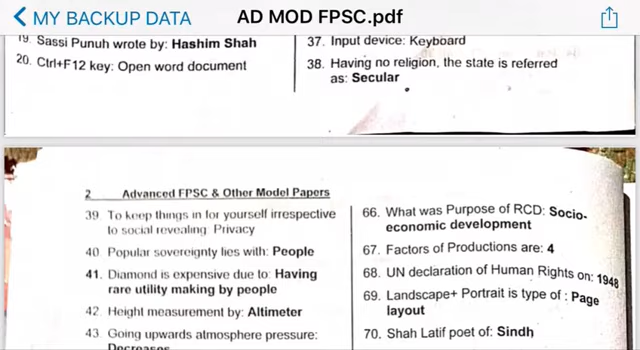 MY BACKUP DATA
AD MOD FPSC.pdf
19. Sassi Punuh wrote by: Hashim Shah
20. Ctrl+F12 key: Open word document
37. Input device: Keyboard
38. Having no religion, the state is referred
as: Secular
2 Advanced FPSC & Other Model Papers
39. To keep things in for yourself irrespective
to social revealing. Privacy
40. Popular sovereignty lies with: People
41. Diamond is expensive due to: Having
rare utility making by people
42. Height measurement by: Altimeter
43. Going upwards atmosphere pressure:
Decreases
66. What was Purpose of RCD: Socio-
economic development
67. Factors of Productions are: 4
68. UN declaration of Human Rights on: 1948
69. Landscape+ Portrait is type of : Page
layout
70. Shah Latif poet of: Sindh